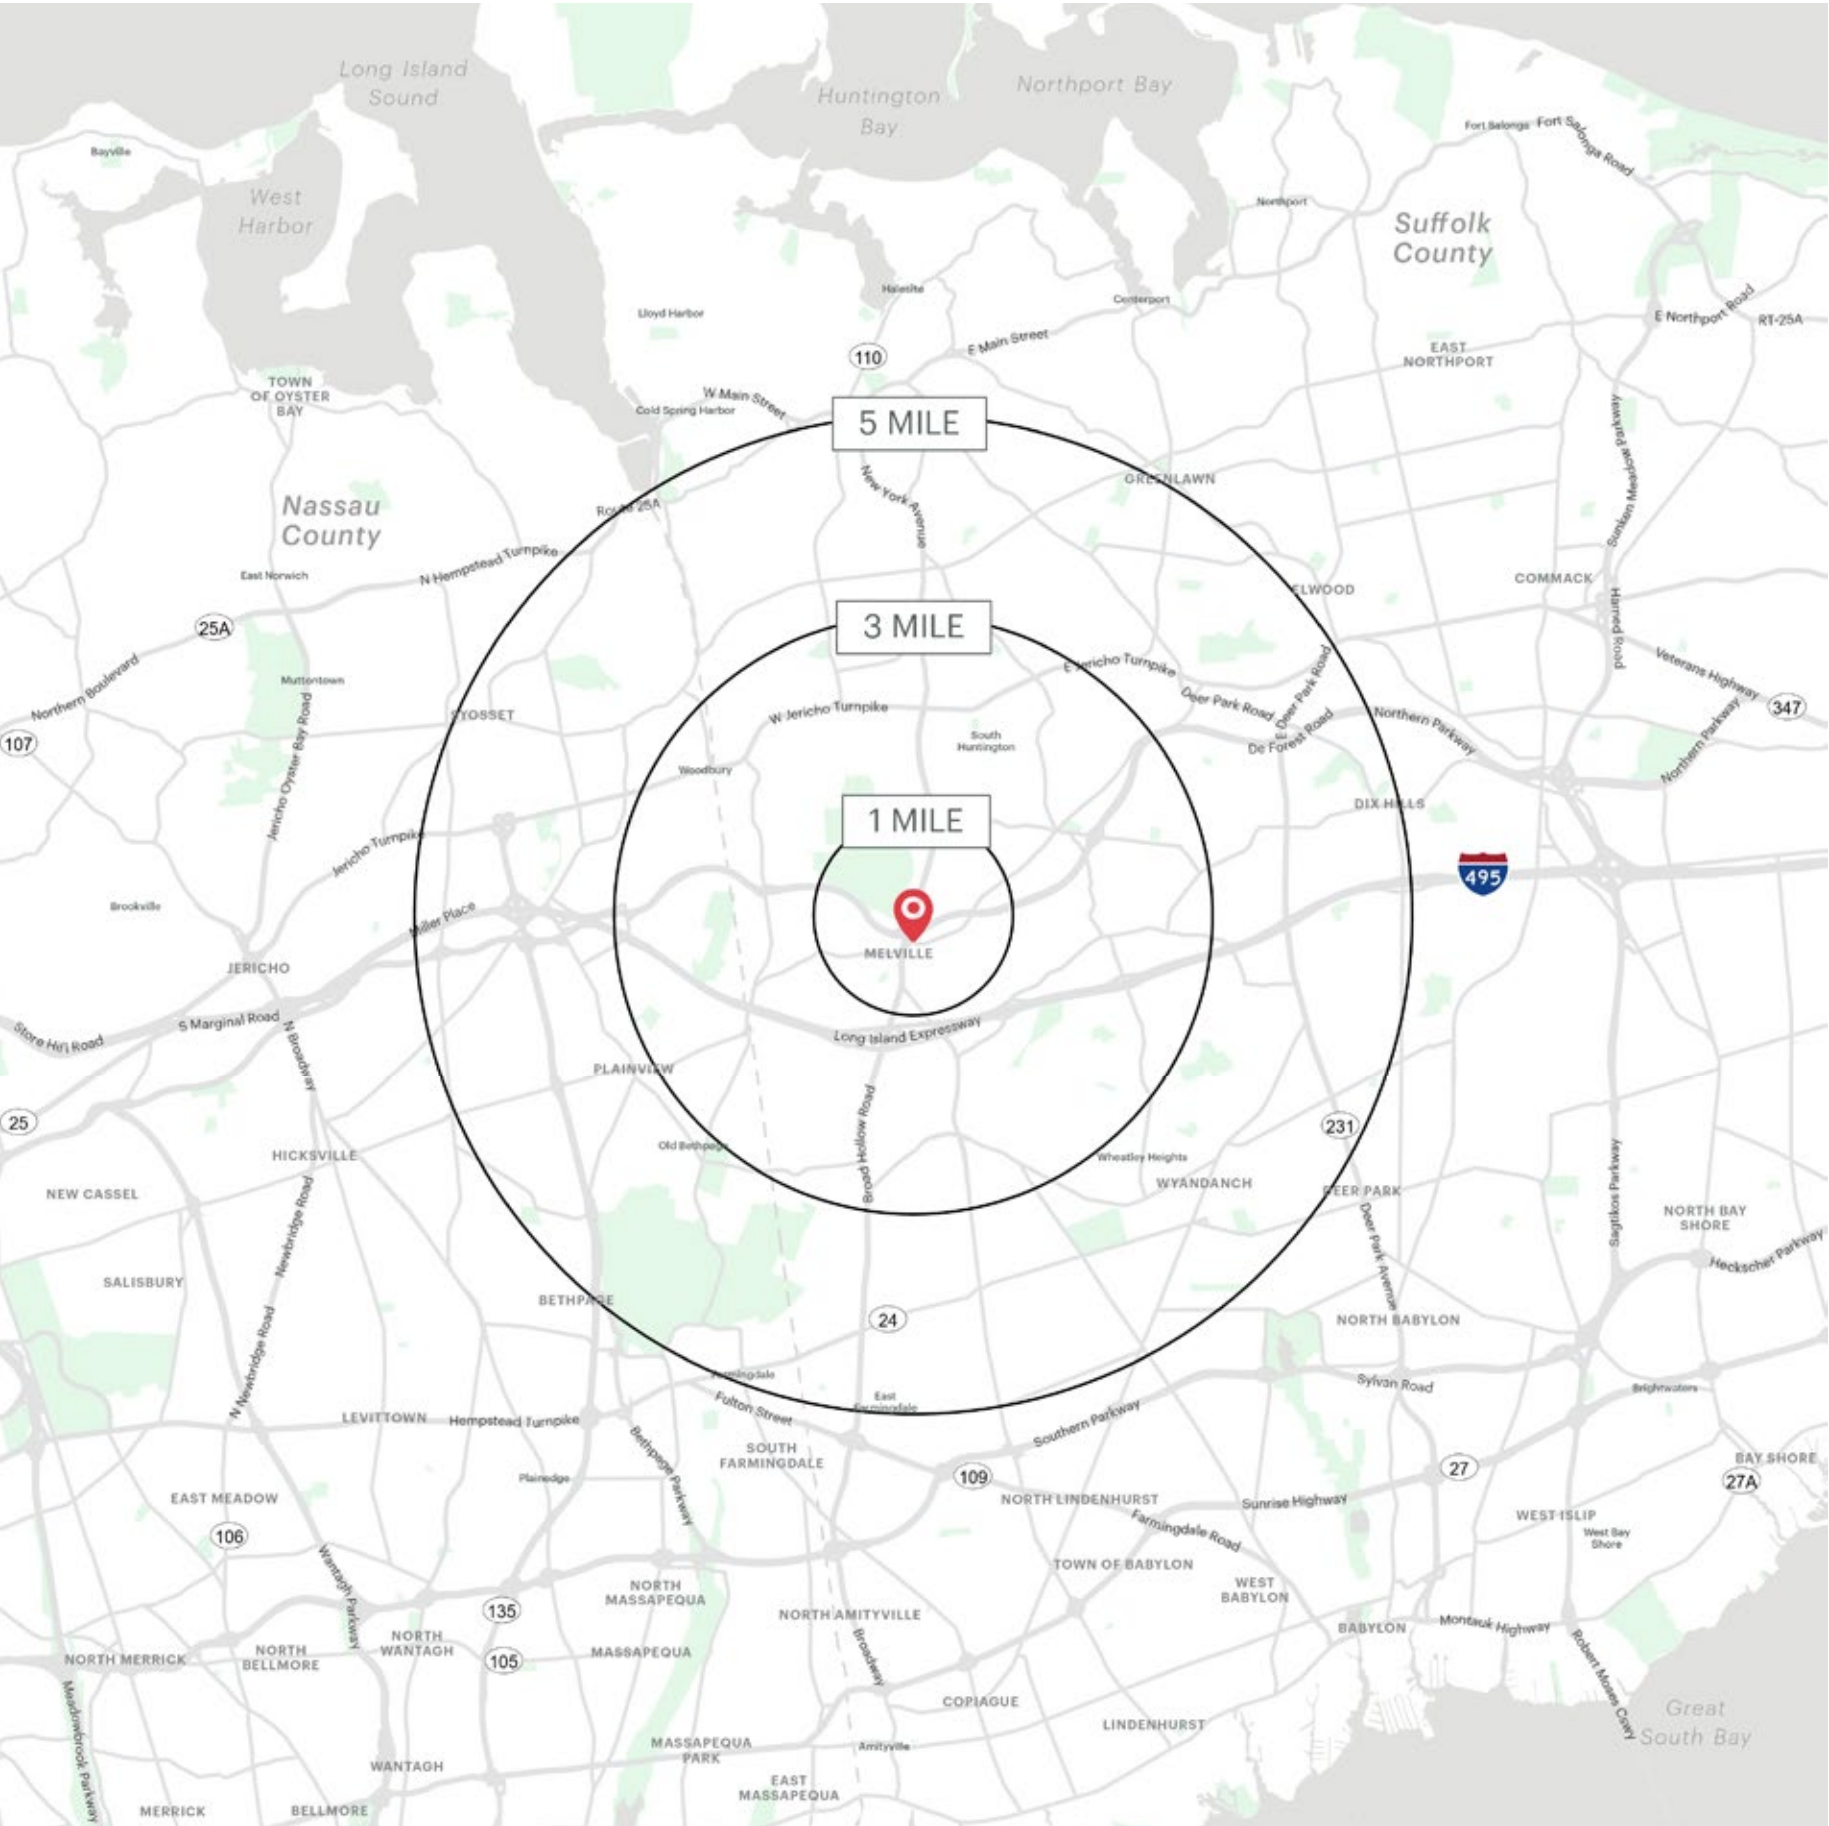 Long Island
Sound
Huntington
Bay
Northport Bay
Fort Salonga
Fort Salonga Road
Bayville
West
Harbor
Northport
Suffolk
County
Halesite
Centerport
Lloyd Harbor
E Northport Road
RT-25A
110
E Main Street
EAST
NORTHPORT
TOWN
OF OYSTER
BAY
W Main Street
Cold Spring Harbor
5 MILE
Sunken Meadow Parkway
GREENLAWN
New York Avenue
Nassau
County
Route 25A
N Hempstead Turnpike
East Norwich
COMMACK
ELWOOD
25A
3 MILE
Harned Road
Northern Boulevard
Muttontown
E Jericho Turnpike
Deer Park Road
E Deer Park Road
De Forest Road
Veterans Highway
347
Northern Parkway
Northern Parkway
SYOSSET
W Jericho Turnpike
South
Huntington
107
Jericho Oyster Bay Road
Woodbury
DIX HILLS
1 MILE
Jericho Turnpike
495
Brookville
Miller Place
MELVILLE
JERICHO
S Marginal Road
Store Hill Road
N Broadway
Long Island Expressway
PLAINVIEW
Broad Hollow Road
25
231
Old Bethpage
HICKSVILLE
Wheatley Heights
WYANDANCH
DEER PARK
NEW CASSEL
Newbridge Road
Deer Park Avenue
Sagtikos Parkway
NORTH BAY
SHORE
Heckscher Parkway
SALISBURY
BETHPAGE
24
NORTH BABYLON
N Newbridge Road
Farmingdale
Sylvan Road
Brightwaters
East
Farmingdale
Fulton Street
LEVITTOWN
Hempstead Turnpike
Southern Parkway
Bethpage Parkway
SOUTH
FARMINGDALE
BAY SHORE
27
27A
Plainedge
109
EAST MEADOW
NORTH LINDENHURST
Sunrise Highway
Farmingdale Road
WEST ISLIP
West Bay
Shore
106
Wantagh Parkway
TOWN OF BABYLON
WEST
BABYLON
NORTH
MASSAPEQUA
135
NORTH AMITYVILLE
BABYLON
Montauk Highway
Robert Moses Cswy
NORTH
WANTAGH
NORTH
BELLMORE
NORTH MERRICK
105
MASSAPEQUA
Broadway
Meadowbrook Parkway
COPIAGUE
LINDENHURST
Great
South Bay
MASSAPEQUA
PARK
Amityville
WANTAGH
EAST
MASSAPEQUA
MERRICK
BELLMORE